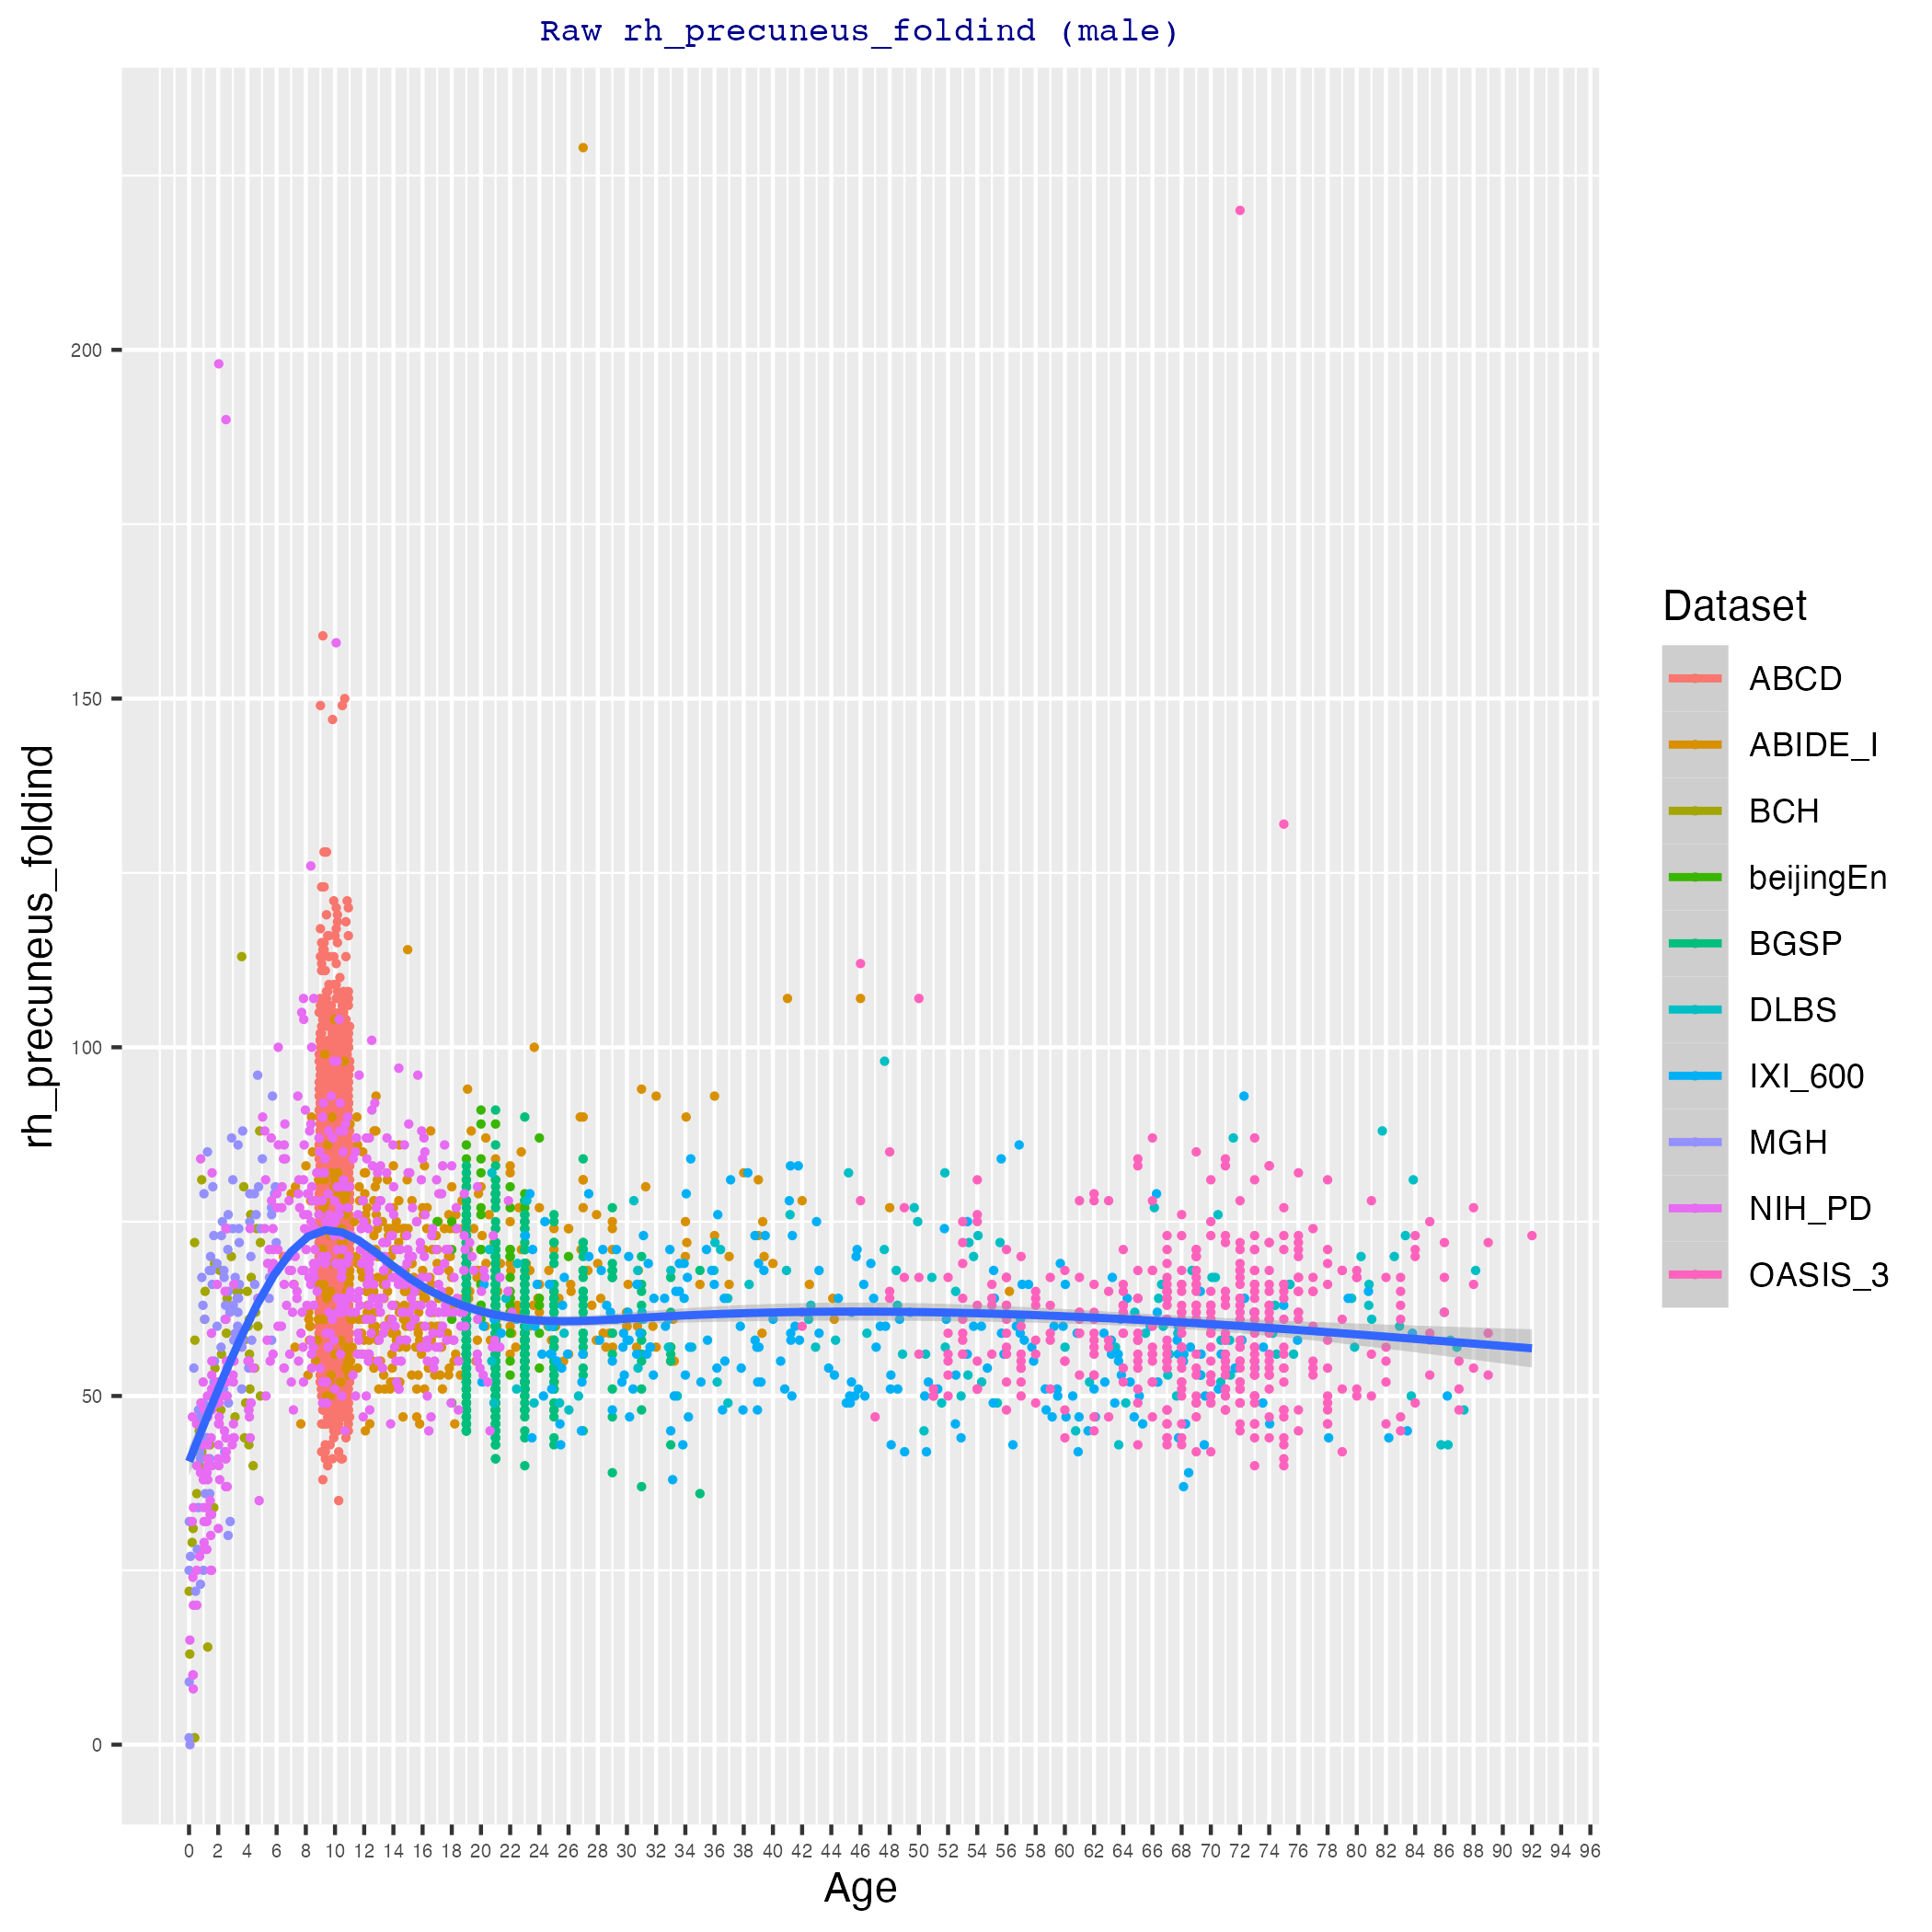 Raw rh_precuneus_foldind (male)
rh_precuneus_foldind
200
150
100
50
0
0 2 4 6 8 10 12 14 16 18 20 22 24 26 28 30 32 34 36 38 40 42 44 46 48 50 52 54 56 58 60 62 64 66 68 70 72 74 76 78 80 82 84 86 88 90 92 94 96
Age
Dataset
ABCD
ABIDE_I
BCH
beijingEn
BGSP
DLBS
IXI_600
MGH
NIH_PD
OASIS_3